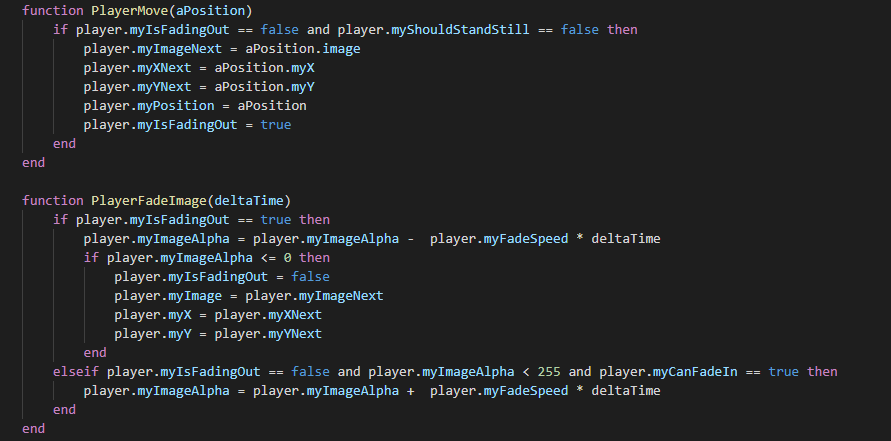 function PlayerMove(aPosition)
    if player.myIsFadingOut == false and player.myShouldStandStill == false then
        player.myImageNext = aPosition.image
        player.myXNext = aPosition.myX
        player.myYNext = aPosition.myY
        player.myPosition = aPosition
        player.myIsFadingOut = true
    end
end

function PlayerFadeImage(deltaTime)
    if player.myIsFadingOut == true then
        player.myImageAlpha = player.myImageAlpha -  player.myFadeSpeed * deltaTime
        if player.myImageAlpha <= 0 then
            player.myIsFadingOut = false
            player.myImage = player.myImageNext
            player.myX = player.myXNext
            player.myY = player.myYNext
        end
    elseif player.myIsFadingOut == false and player.myImageAlpha < 255 and player.myCanFadeIn == true then
        player.myImageAlpha = player.myImageAlpha +  player.myFadeSpeed * deltaTime
    end
end